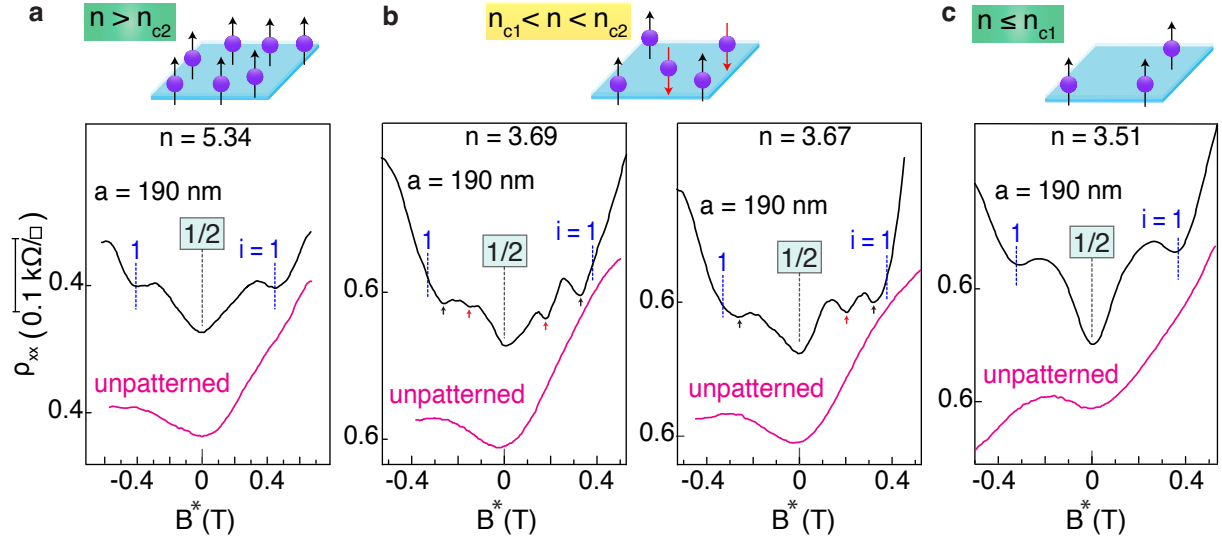 a
n > n_c2
b
n_c1 < n < n_c2
c
n ≤ n_c1
n = 5.34
a = 190 nm
1/2
1
i = 1
unpatterned
0.4
0.4
ρ_xx ( 0.1 kΩ/□ )
-0.4
0
0.4
B* (T)
n = 3.69
a = 190 nm
1
1/2
i = 1
unpatterned
0.6
0.6
-0.4
0
0.4
B* (T)
n = 3.67
a = 190 nm
1
1/2
i = 1
unpatterned
0.6
0.6
-0.4
0
0.4
B* (T)
n = 3.51
a = 190 nm
1
1/2
i = 1
unpatterned
0.6
0.6
-0.4
0
0.4
B* (T)